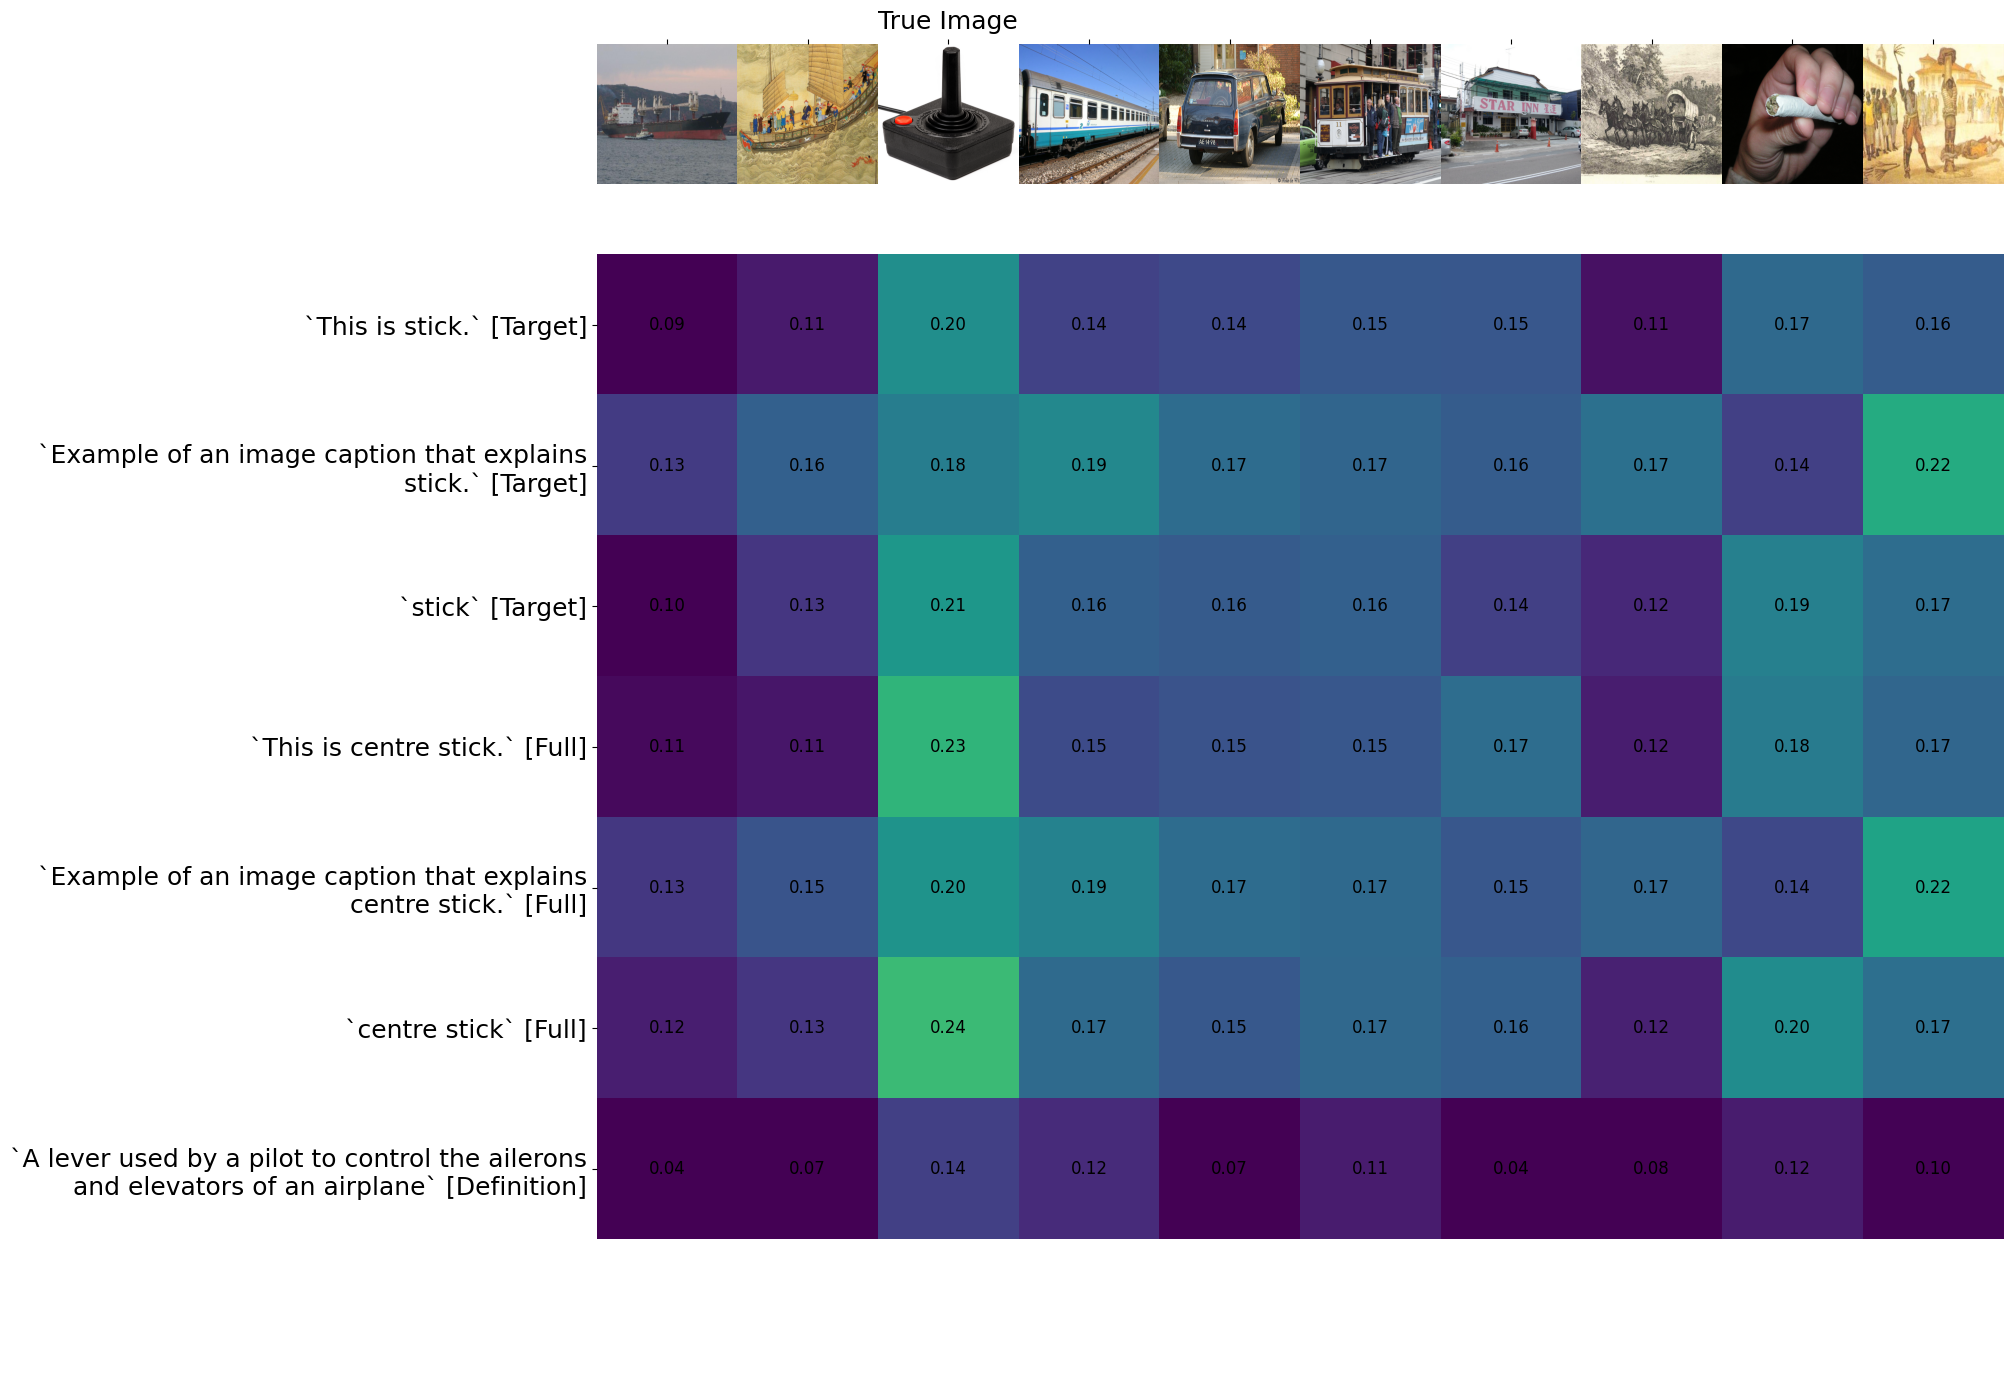 True Image
STAR INN
`This is stick.` [Target]
0.09 0.11 0.20 0.14 0.14 0.15 0.15 0.11 0.17 0.16
`Example of an image caption that explains
stick.` [Target]
0.13 0.16 0.18 0.19 0.17 0.17 0.16 0.17 0.14 0.22
`stick` [Target]
0.10 0.13 0.21 0.16 0.16 0.16 0.14 0.12 0.19 0.17
`This is centre stick.` [Full]
0.11 0.11 0.23 0.15 0.15 0.15 0.17 0.12 0.18 0.17
`Example of an image caption that explains
centre stick.` [Full]
0.13 0.15 0.20 0.19 0.17 0.17 0.15 0.17 0.14 0.22
`centre stick` [Full]
0.12 0.13 0.24 0.17 0.15 0.17 0.16 0.12 0.20 0.17
`A lever used by a pilot to control the ailerons
and elevators of an airplane` [Definition]
0.04 0.07 0.14 0.12 0.07 0.11 0.04 0.08 0.12 0.10